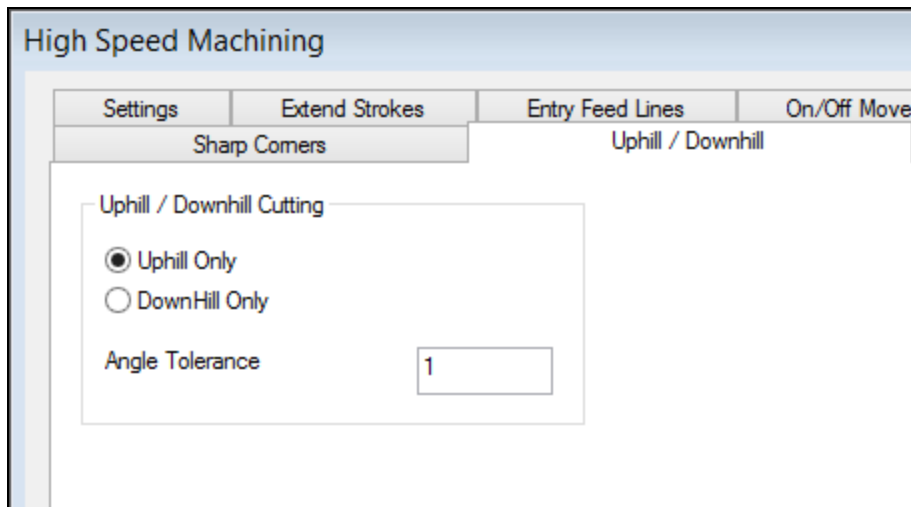 High Speed Machining
Settings Extend Strokes Entry Feed Lines On/Off Move
Sharp Corners Uphill / Downhill
Uphill / Downhill Cutting
Uphill Only
DownHill Only
Angle Tolerance 1